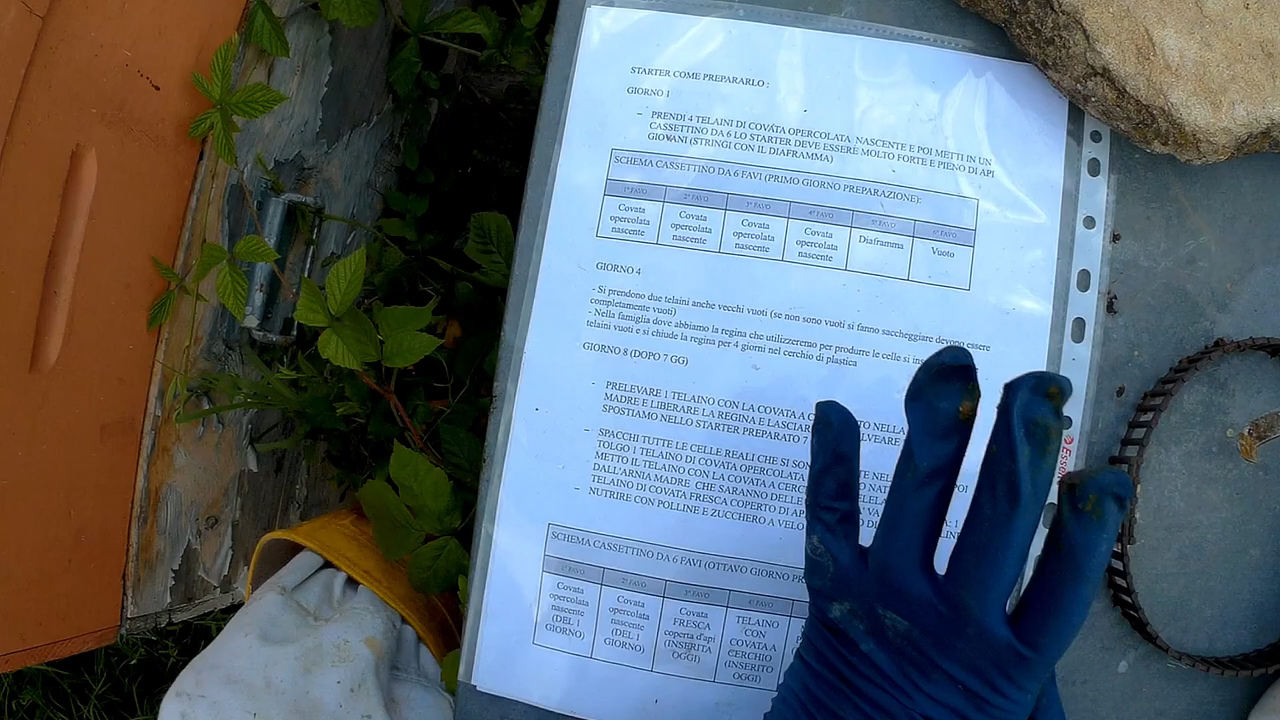 STARTER COME PREPARARLO :
GIORNO 1
- PRENDI 4 TELAINI DI COVATA OPERCOLATA NASCENTE E POI METTI IN UN
CASSETTINO DA 6 LO STARTER DEVE ESSERE MOLTO FORTE E PIENO DI API
GIOVANI (STRINGI CON IL DIAFRAMMA)
SCHEMA CASSETTINO DA 6 FAVI (PRIMO GIORNO PREPARAZIONE):
1° FAVO 2° FAVO 3° FAVO 4° FAVO 5° FAVO 6° FAVO
Covata opercolata nascente
Covata opercolata nascente
Covata opercolata nascente
Covata opercolata nascente
Diaframma
Vuoto
GIORNO 4
- Si prendono due telaini anche vecchi vuoti (se non sono vuoti si fanno saccheggiare devono essere
completamente vuoti)
- Nella famiglia dove abbiamo la regina che utilizzeremo per produrre le celle si
telaini vuoti e si chiude la regina per 4 giorni nel cerchio di plastica
GIORNO 8 (DOPO 7 GG)
- PRELEVARE 1 TELAINO CON LA COVATA A NELLA
MADRE E LIBERARE LA REGINA E LASCIAR
SPOSTIAMO NELLO STARTER PREPARATO 7
- SPACCHI TUTTE LE CELLE REALI CHE SI SON NEL
TOLGO 1 TELAINO DI COVATA OPERCOLATA POI
METTO IL TELAINO CON LA COVATA A CERC
DALL'ARNIA MADRE CHE SARANNO DELLE 1
TELAINO DI COVATA FRESCA COPERTO DI AP
- NUTRIRE CON POLLINE E ZUCCHERO A VELO DI
SCHEMA CASSETTINO DA 6 FAVI (OTTAVO GIORNO PR
1° FAVO 2° FAVO 3° FAVO 4° FAVO
Covata opercolata nascente (DEL 1 GIORNO)
Covata opercolata nascente (DEL 1 GIORNO)
Covata FRESCA coperta d'api (INSERITA OGGI)
TELAINO CON COVATA A CERCHIO (INSERITO OGGI)